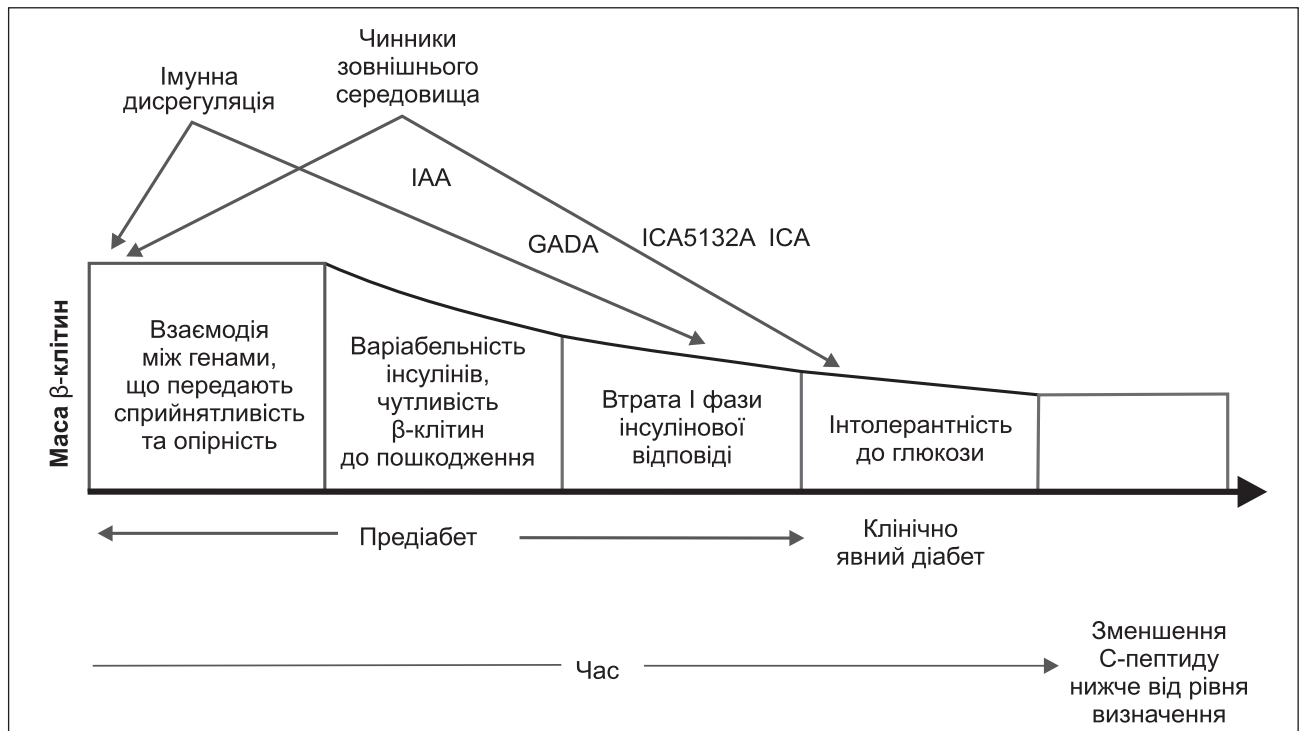 Імунна
дисрегуляція
Чинники
зовнішнього
середовища
IAA
GADA
ICA5132A ICA
Маса β-клітин
Взаємодія
між генами,
що передають
сприйнятливість
та опірність
Варіабельність
інсулінів,
чутливість
β-клітин
до пошкодження
Втрата І фази
інсулінової
відповіді
Інтолерантність
до глюкози
Предіабет
Клінічно
явний діабет
Час
Зменшення
С-пептиду
нижче від рівня
визначення